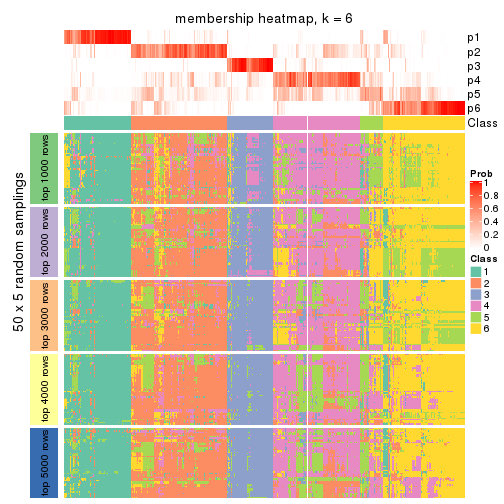 membership heatmap, k = 6
p1
p2
p3
p4
p5
p6
Class
50 x 5 random samplings
top 1000 rows
top 2000 rows
top 3000 rows
top 4000 rows
top 5000 rows
Prob
1
0.8
0.6
0.4
0.2
0
Class
1
2
3
4
5
6